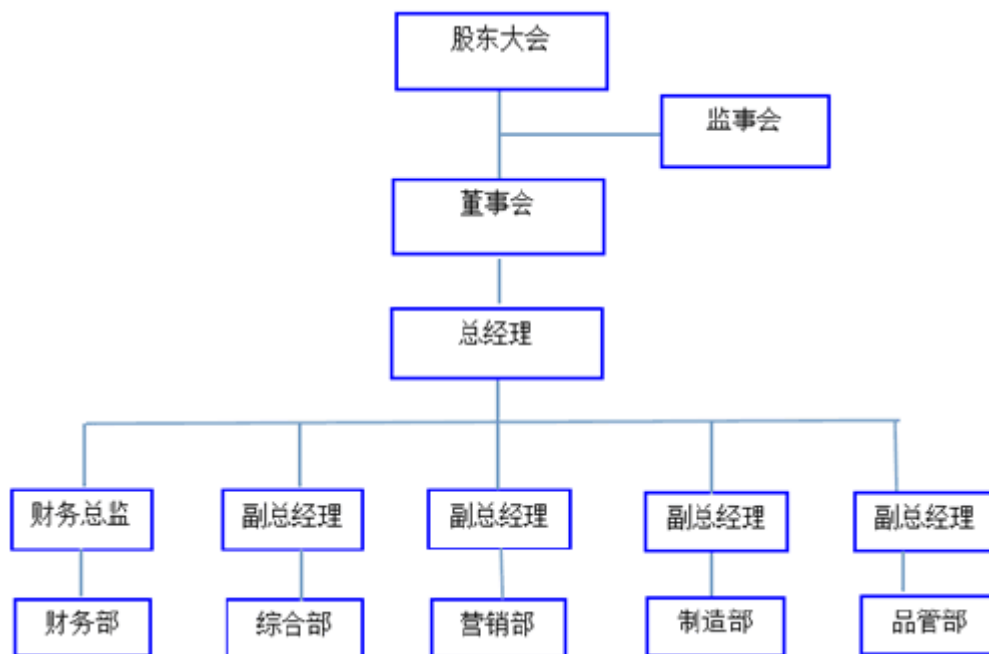 股东大会
监事会
董事会
总经理
财务总监
副总经理
副总经理
副总经理
副总经理
财务部
综合部
营销部
制造部
品管部